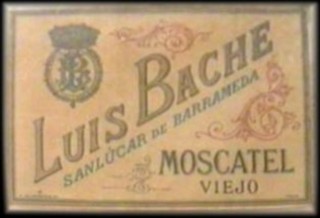 LUIS BACHE
SANLÚCAR DE BARRAMEDA
MOSCATEL
VIEJO